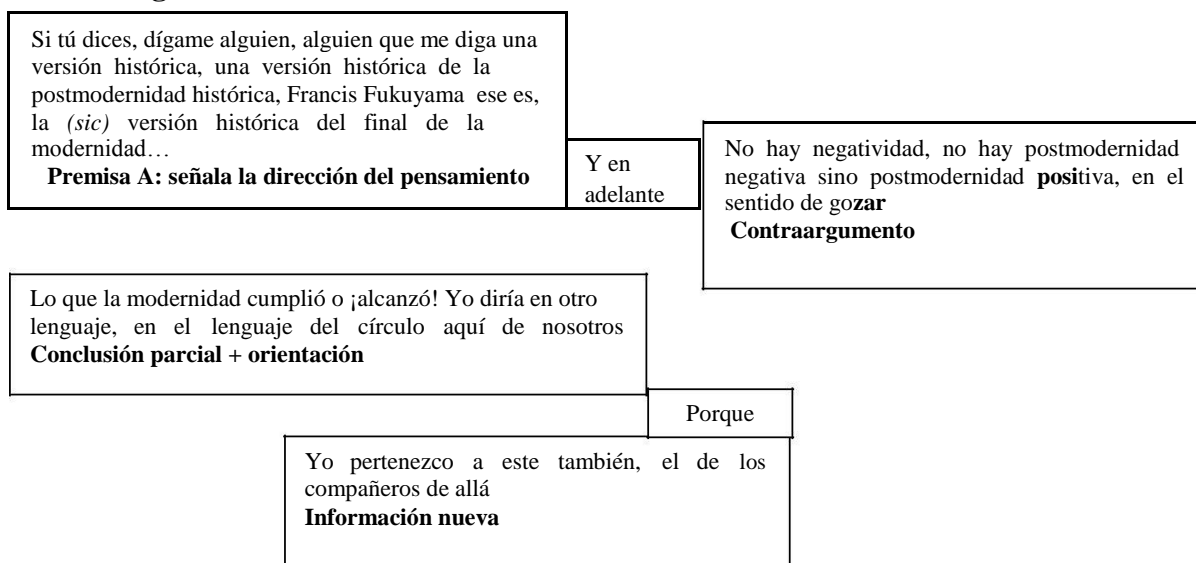 Si tú dices, dígame alguien, alguien que me diga una
versión histórica, una versión histórica de la
postmodernidad histórica, Francis Fukuyama ese es,
la (sic) versión histórica del final de la
modernidad…
Premisa A: señala la dirección del pensamiento
Y en
adelante
No hay negatividad, no hay postmodernidad
negativa sino postmodernidad positiva, en el
sentido de gozar
Contraargumento
Lo que la modernidad cumplió o ¡alcanzó! Yo diría en otro
lenguaje, en el lenguaje del círculo aquí de nosotros
Conclusión parcial + orientación
Porque
Yo pertenezco a este también, el de los
compañeros de allá
Información nueva